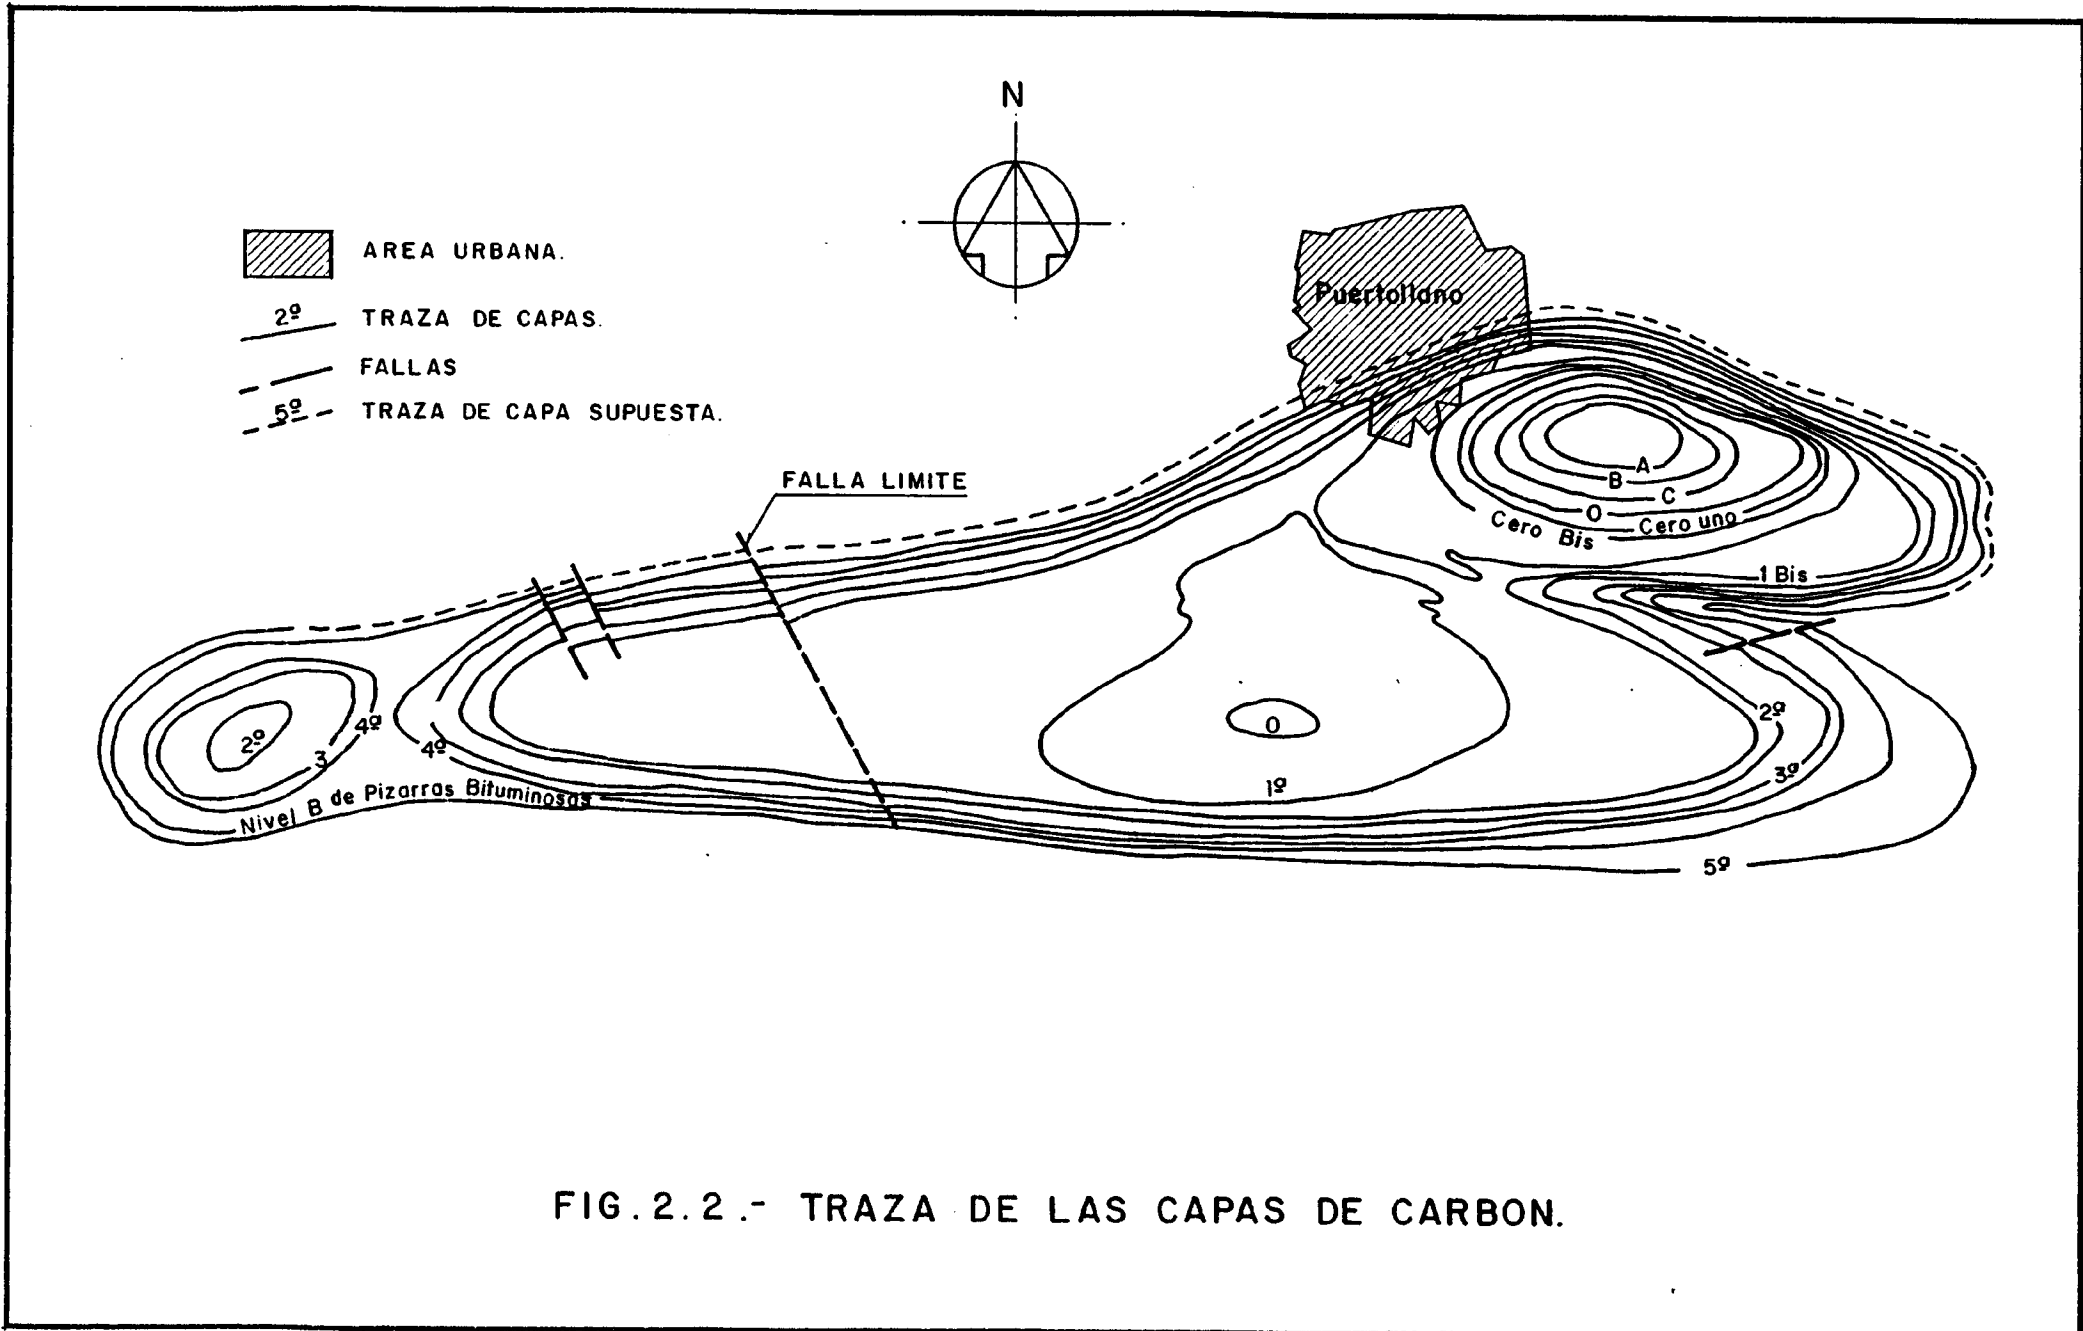 N
AREA URBANA.
2º
TRAZA DE CAPAS.
FALLAS
5º
TRAZA DE CAPA SUPUESTA.
Puertollano
FALLA LIMITE
A
B
C
0
Cero uno
Cero Bis
1 Bis
2º
3
4º
4º
Nivel B de Pizarras Bituminosas
0
1º
2º
3º
5º
FIG. 2.2.- TRAZA DE LAS CAPAS DE CARBON.